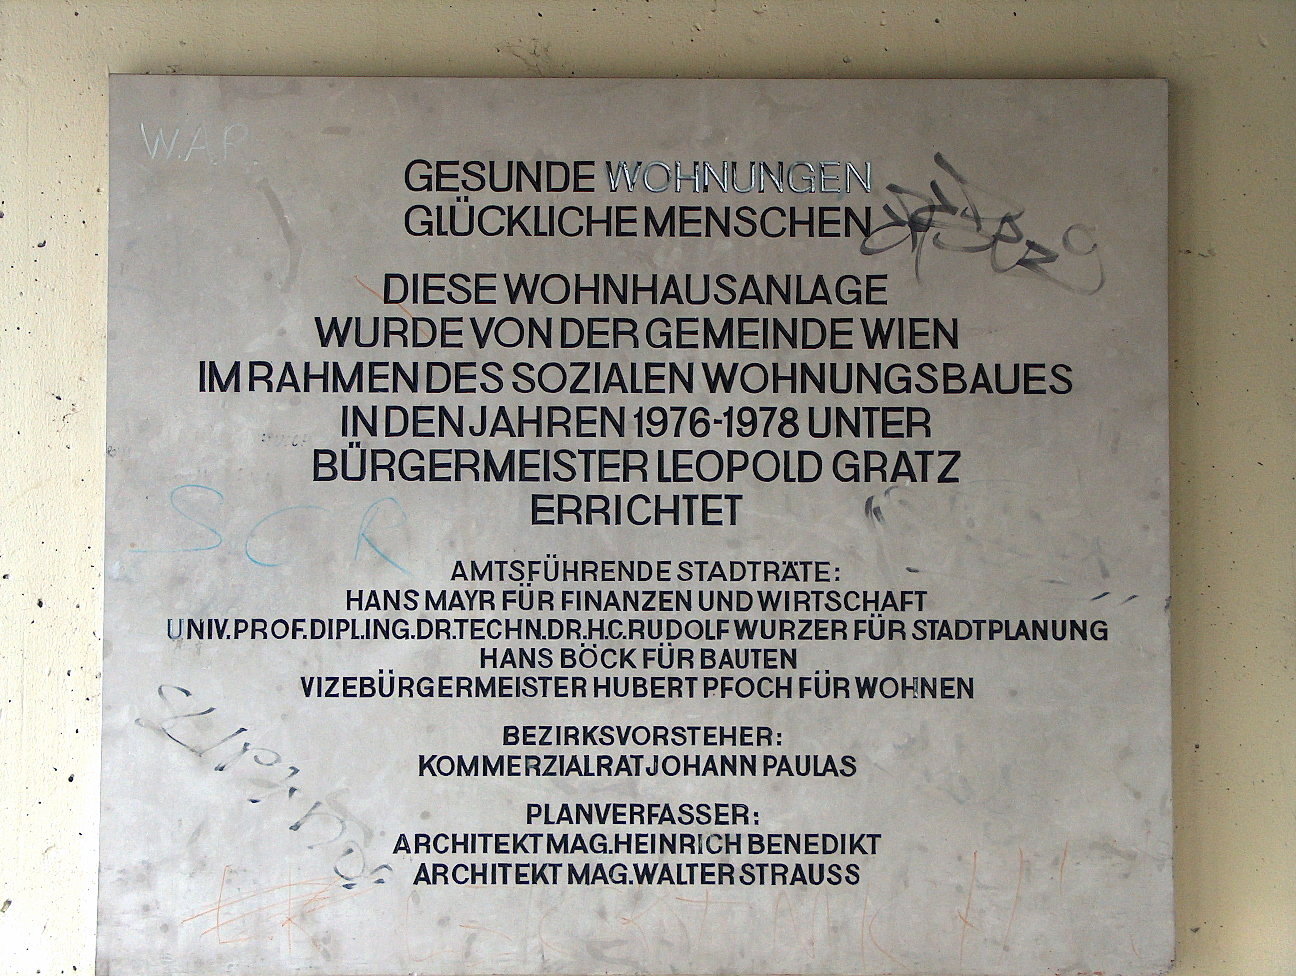 W.A.R.
GESUNDE WOHNUNGEN
GLÜCKLICHE MENSCHEN
DIESE WOHNHAUSANLAGE
WURDE VON DER GEMEINDE WIEN
IM RAHMEN DES SOZIALEN WOHNUNGSBAUES
IN DEN JAHREN 1976-1978 UNTER
BÜRGERMEISTER LEOPOLD GRATZ
ERRICHTET
SCR
AMTSFÜHRENDE STADTRÄTE:
HANS MAYR FÜR FINANZEN UND WIRTSCHAFT
UNIV.PROF.DIPL.ING.DR.TECHN.DR.H.C.RUDOLF WURZER FÜR STADTPLANUNG
HANS BÖCK FÜR BAUTEN
VIZEBÜRGERMEISTER HUBERT PFOCH FÜR WOHNEN
BEZIRKSVORSTEHER:
KOMMERZIALRAT JOHANN PAULAS
PLANVERFASSER:
ARCHITEKT MAG.HEINRICH BENEDIKT
ARCHITEKT MAG.WALTER STRAUSS